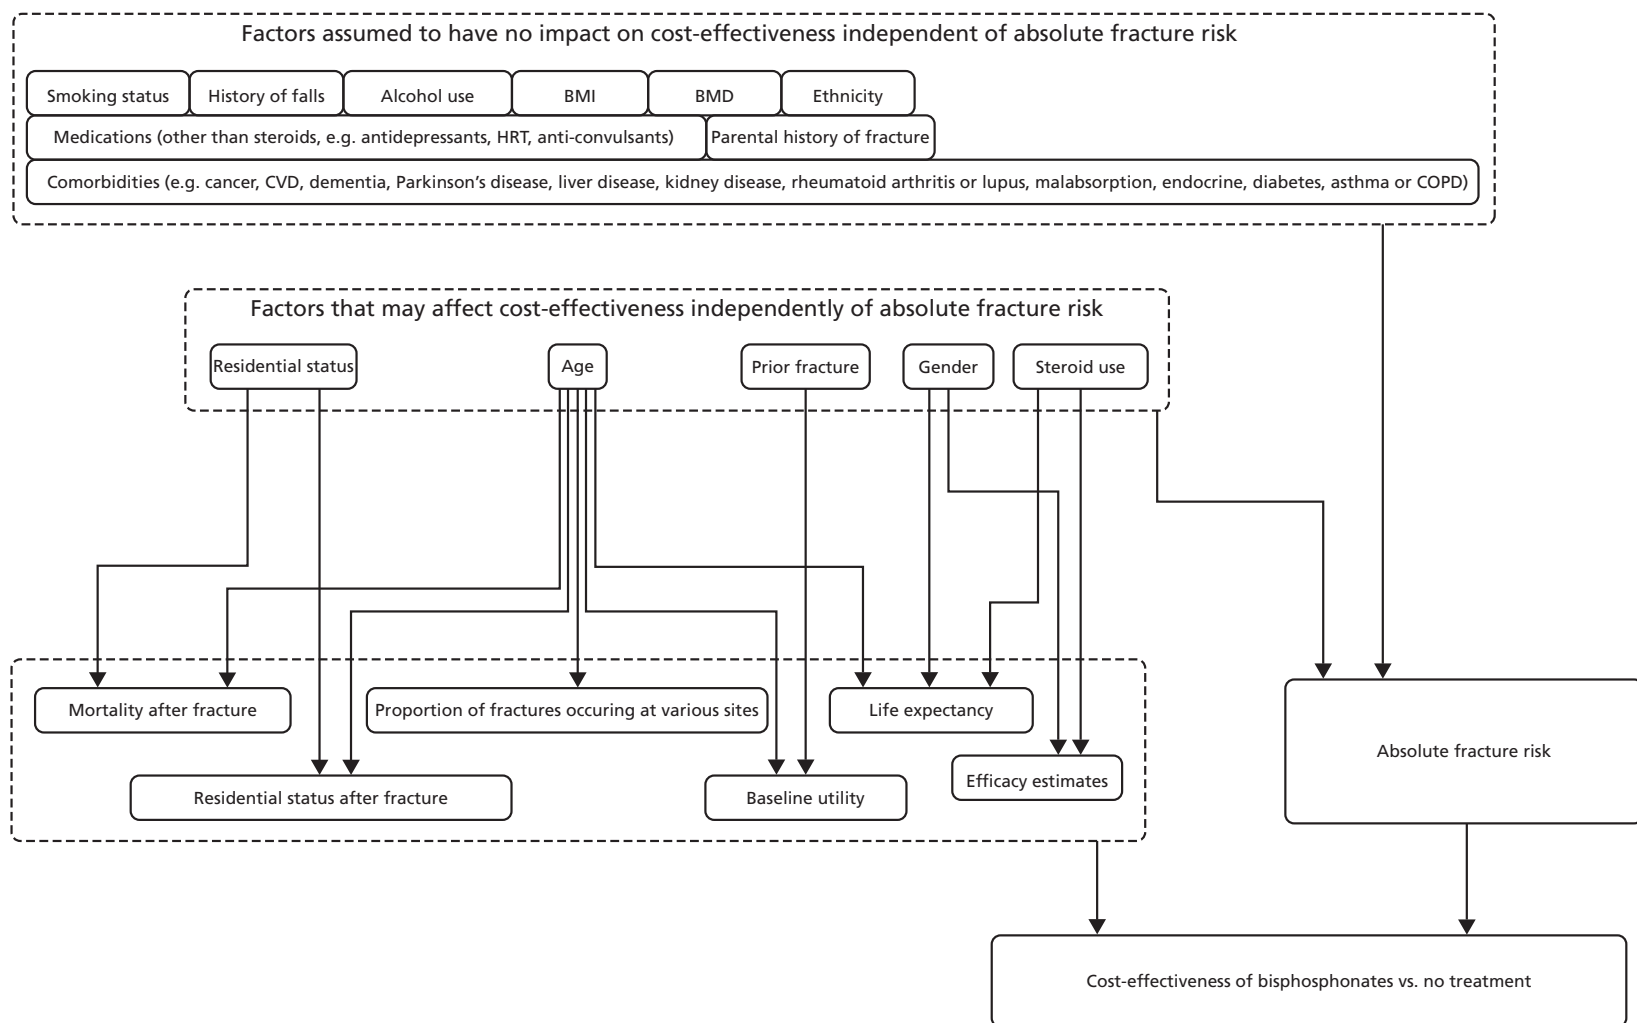 Factors assumed to have no impact on cost-effectiveness independent of absolute fracture risk
Smoking status
History of falls
Alcohol use
BMI
BMD
Ethnicity
Medications (other than steroids, e.g. antidepressants, HRT, anti-convulsants)
Parental history of fracture
Comorbidities (e.g. cancer, CVD, dementia, Parkinson's disease, liver disease, kidney disease, rheumatoid arthritis or lupus, malabsorption, endocrine, diabetes, asthma or COPD)
Factors that may affect cost-effectiveness independently of absolute fracture risk
Residential status
Age
Prior fracture
Gender
Steroid use
Mortality after fracture
Proportion of fractures occuring at various sites
Life expectancy
Absolute fracture risk
Residential status after fracture
Baseline utility
Efficacy estimates
Cost-effectiveness of bisphosphonates vs. no treatment